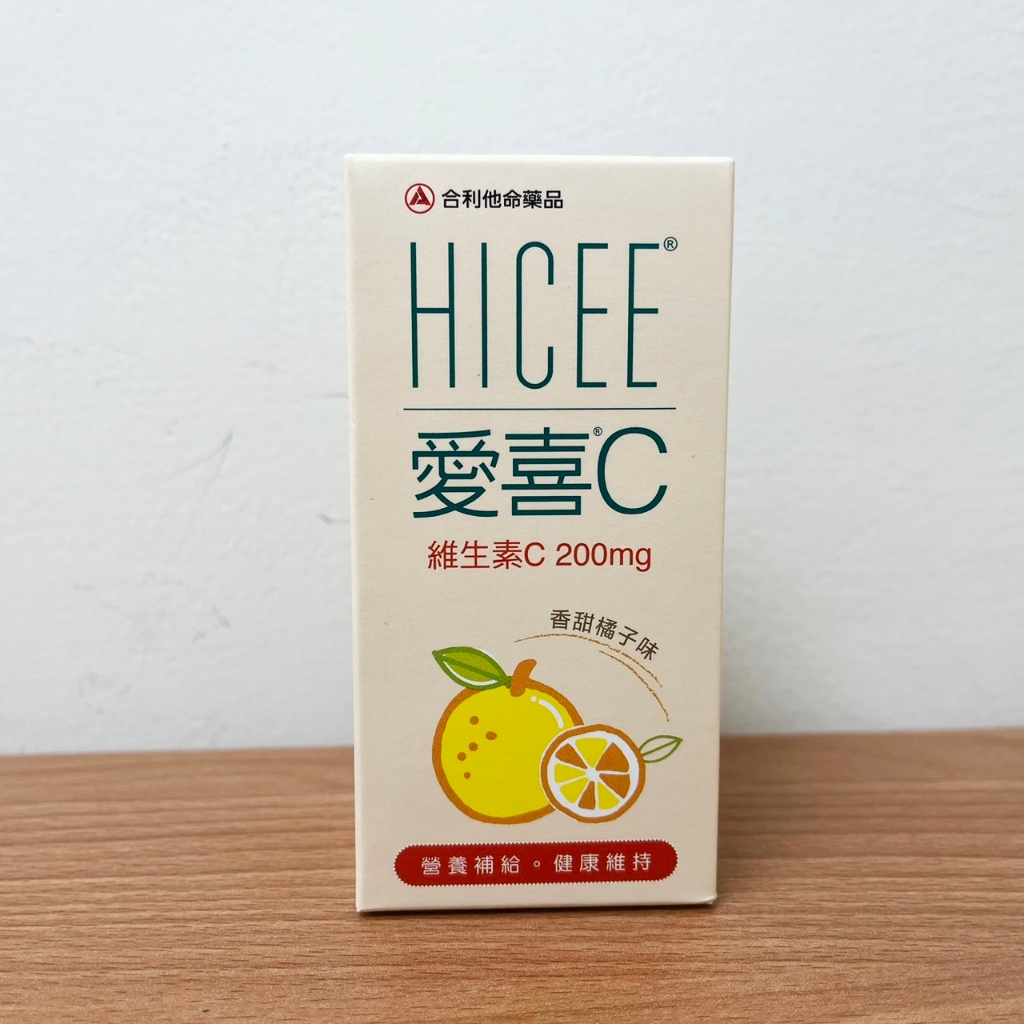 合利他命藥品
HICEE®
愛喜®C
維生素C 200mg
香甜橘子味
營養補給。健康維持